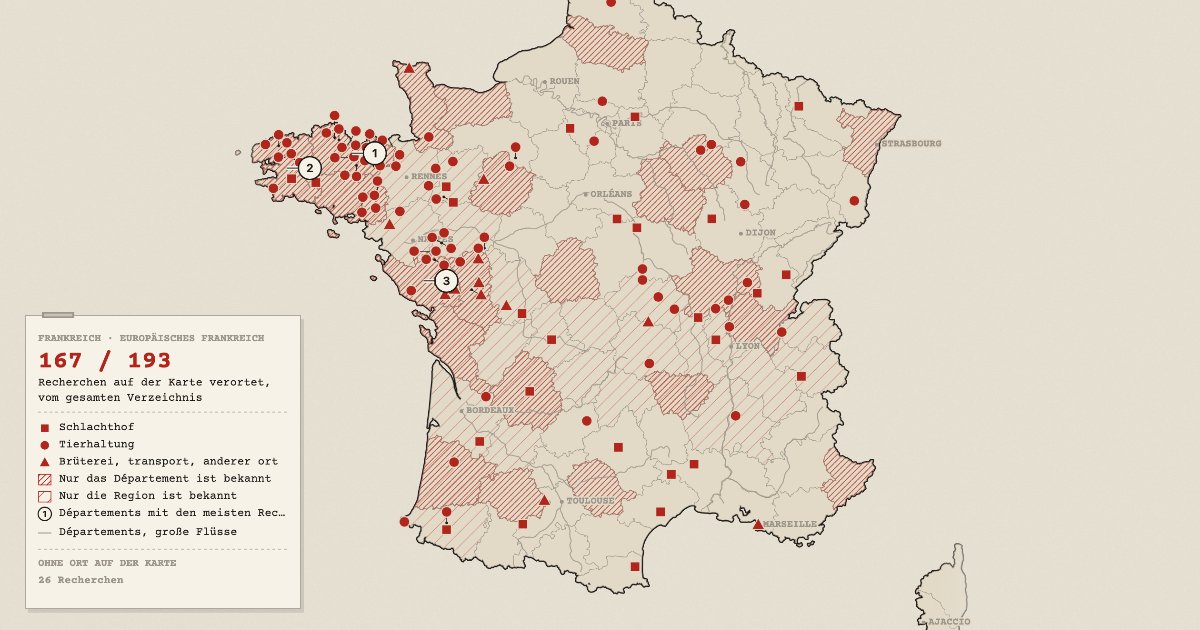 ROUEN
PARIS
STRASBOURG
RENNES
ORLÉANS
DIJON
1
2
3
LYON
BORDEAUX
TOULOUSE
MARSEILLE
AJACCIO
FRANKREICH · EUROPÄISCHES FRANKREICH
167 / 193
Recherchen auf der Karte verortet,
vom gesamten Verzeichnis
Schlachthof
Tierhaltung
Brüterei, transport, anderer ort
Nur das Département ist bekannt
Nur die Region ist bekannt
1 Départements mit den meisten Rec…
Départements, große Flüsse
OHNE ORT AUF DER KARTE
26 Recherchen